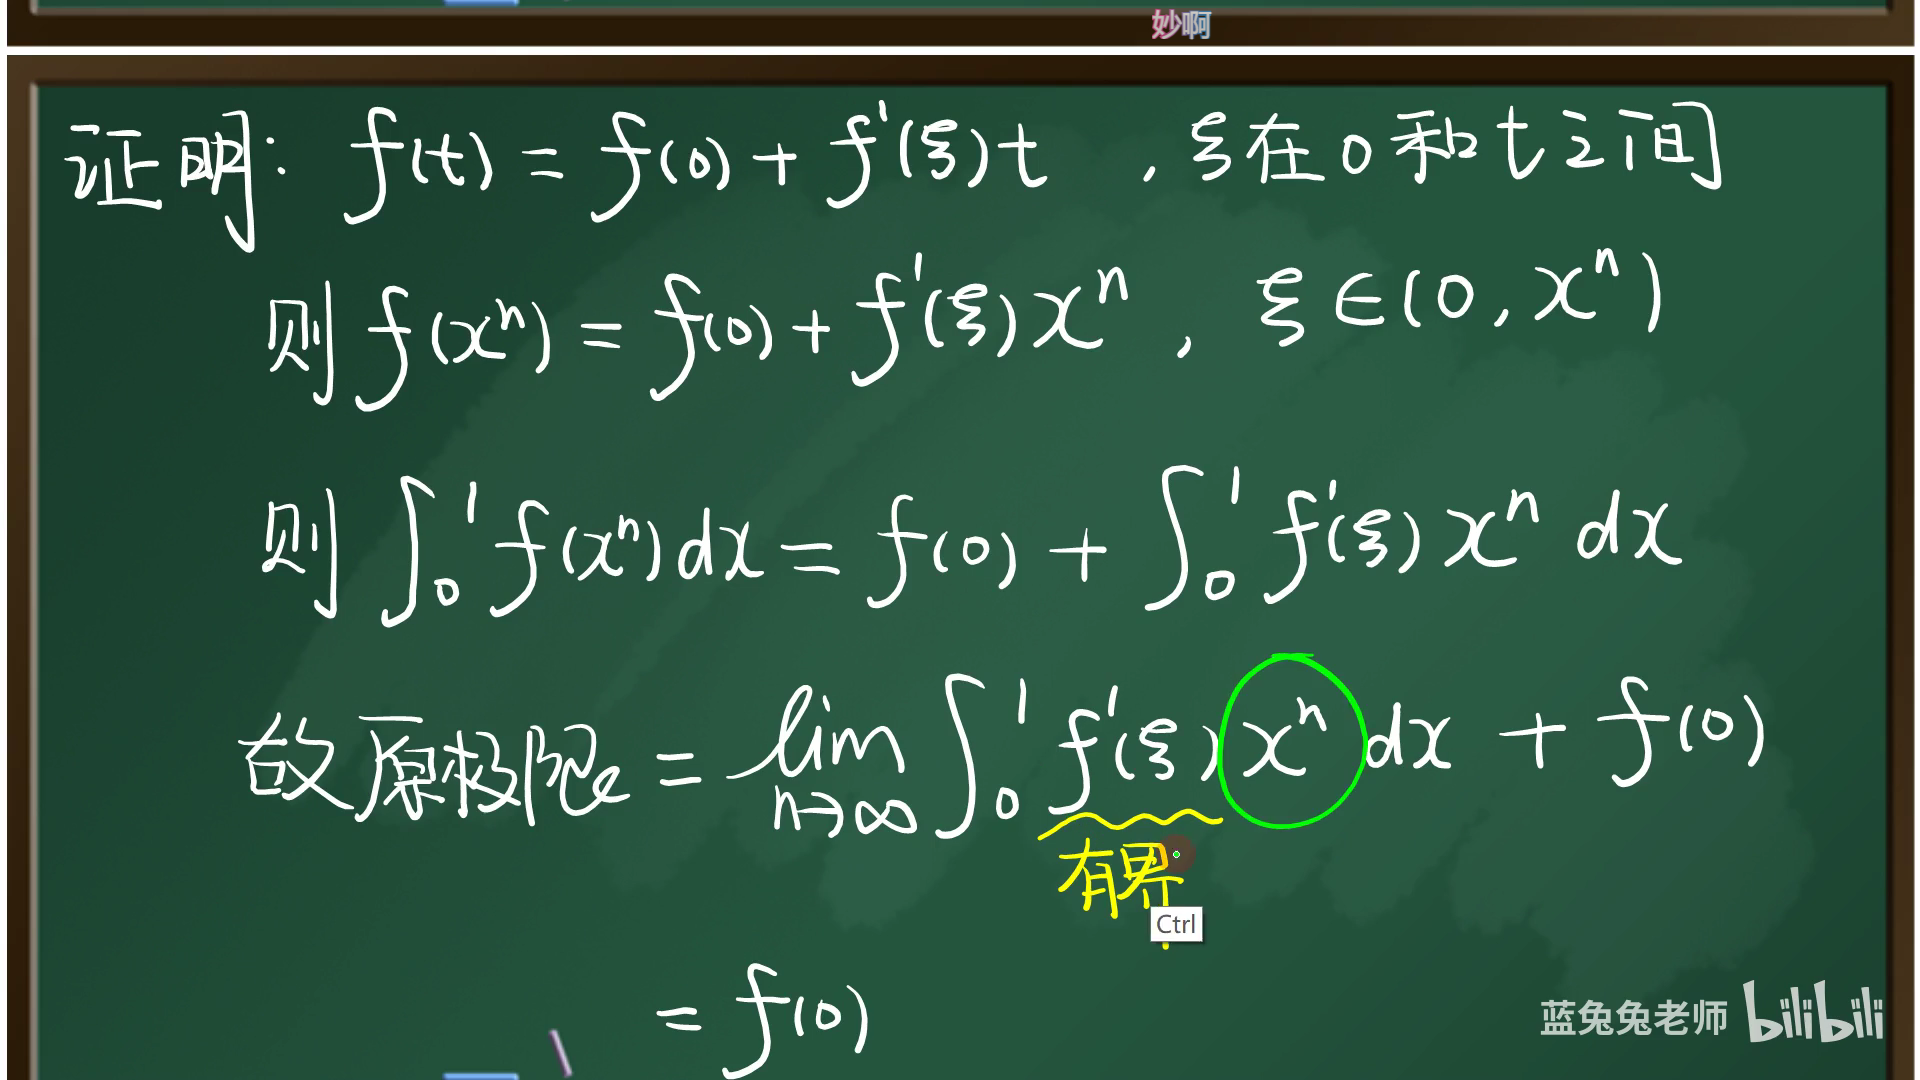 妙啊
证明: f(t) = f(0) + f'(ξ)t , ξ在0和t之间
则 f(xⁿ) = f(0) + f'(ξ)xⁿ , ξ∈(0, xⁿ)
则 ∫₀¹ f(xⁿ)dx = f(0) + ∫₀¹ f'(ξ)xⁿ dx
故原极限 = lim n→∞ ∫₀¹ f'(ξ)xⁿ dx + f(0)
有界
Ctrl
= f(0)
蓝兔兔老师 bilibili